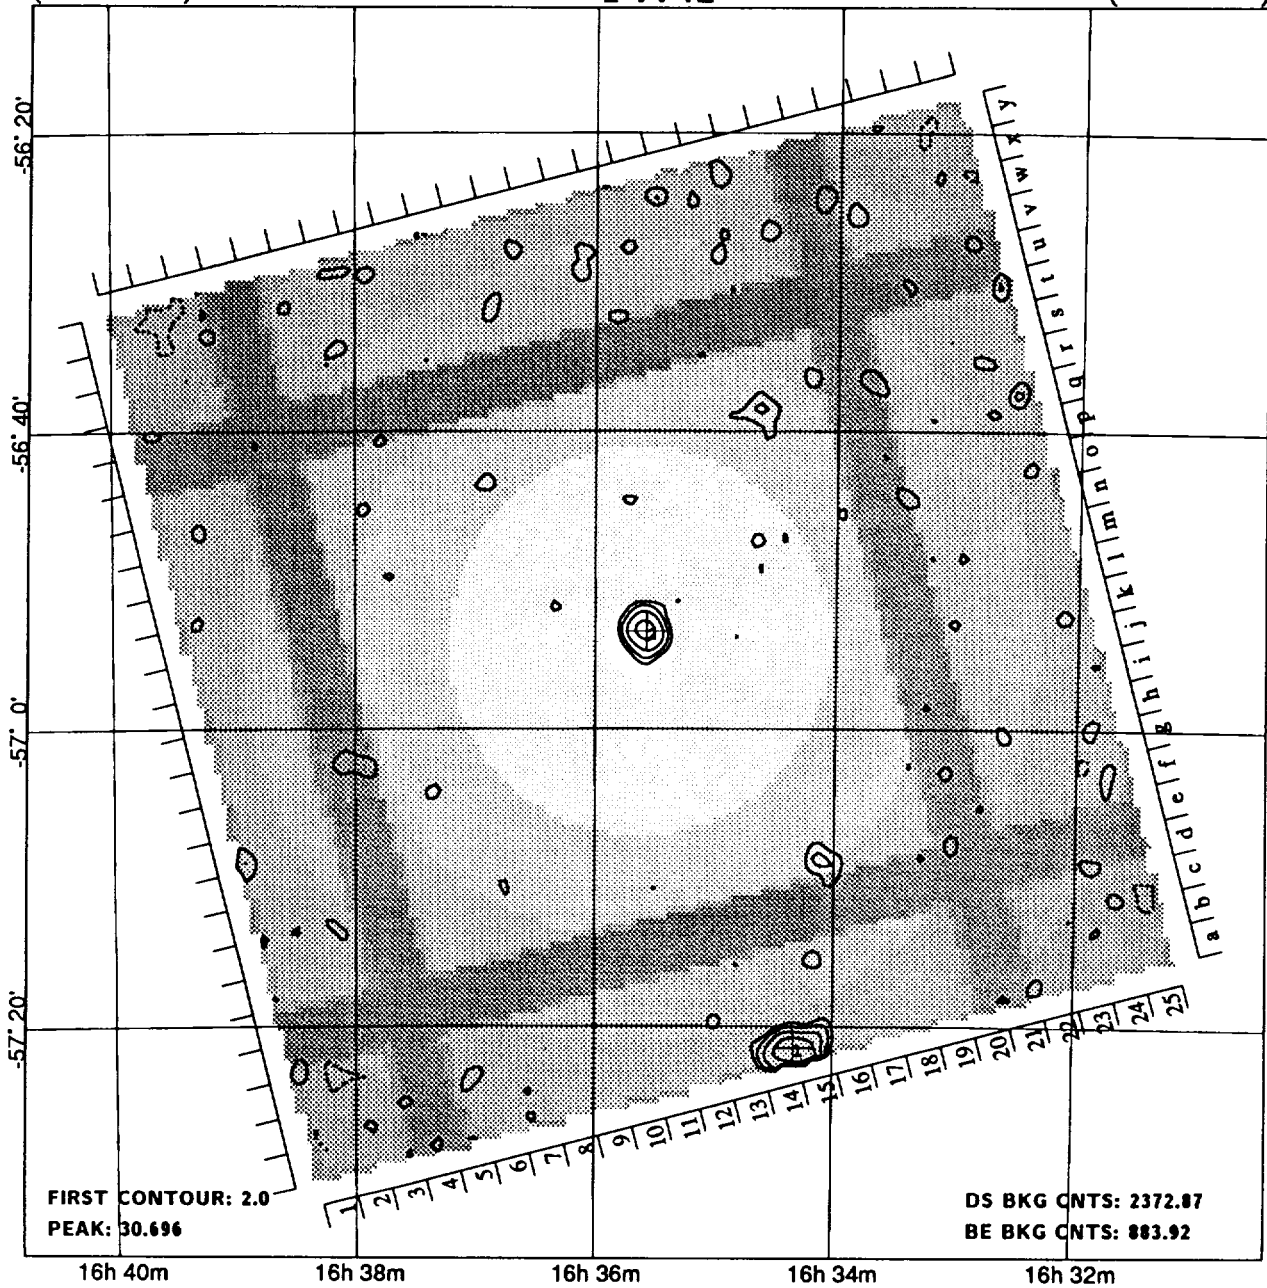 -56° 20'
-56° 40'
-57° 0'
-57° 20'
a|b|c|d|e|f|g|h|i|j|k|l|m|n|o|p|q|r|s|t|u|v|w|x|y
1 2 3 4 5 6 7 8 9 10 11 12 13 14 15 16 17 18 19 20 21 22 23 24 25
FIRST CONTOUR: 2.0 DS BKG CNTS: 2372.87
PEAK: 30.696 BE BKG CNTS: 883.92
16h 40m 16h 38m 16h 36m 16h 34m 16h 32m